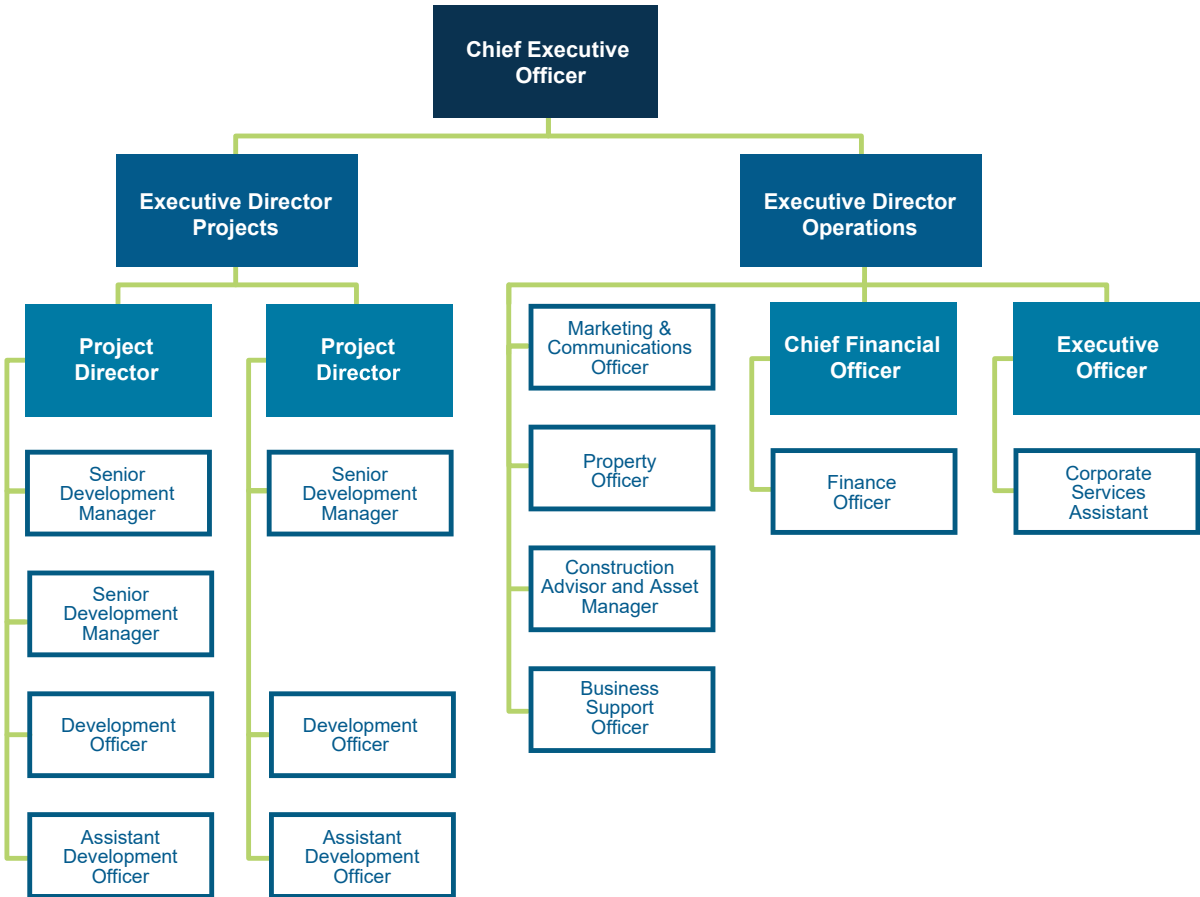 Chief Executive
Officer
Executive Director
Projects
Executive Director
Operations
Project
Director
Project
Director
Marketing &
Communications
Officer
Chief Financial
Officer
Executive
Officer
Senior
Development
Manager
Senior
Development
Manager
Property
Officer
Finance
Officer
Corporate
Services
Assistant
Senior
Development
Manager
Construction
Advisor and Asset
Manager
Development
Officer
Development
Officer
Business
Support
Officer
Assistant
Development
Officer
Assistant
Development
Officer